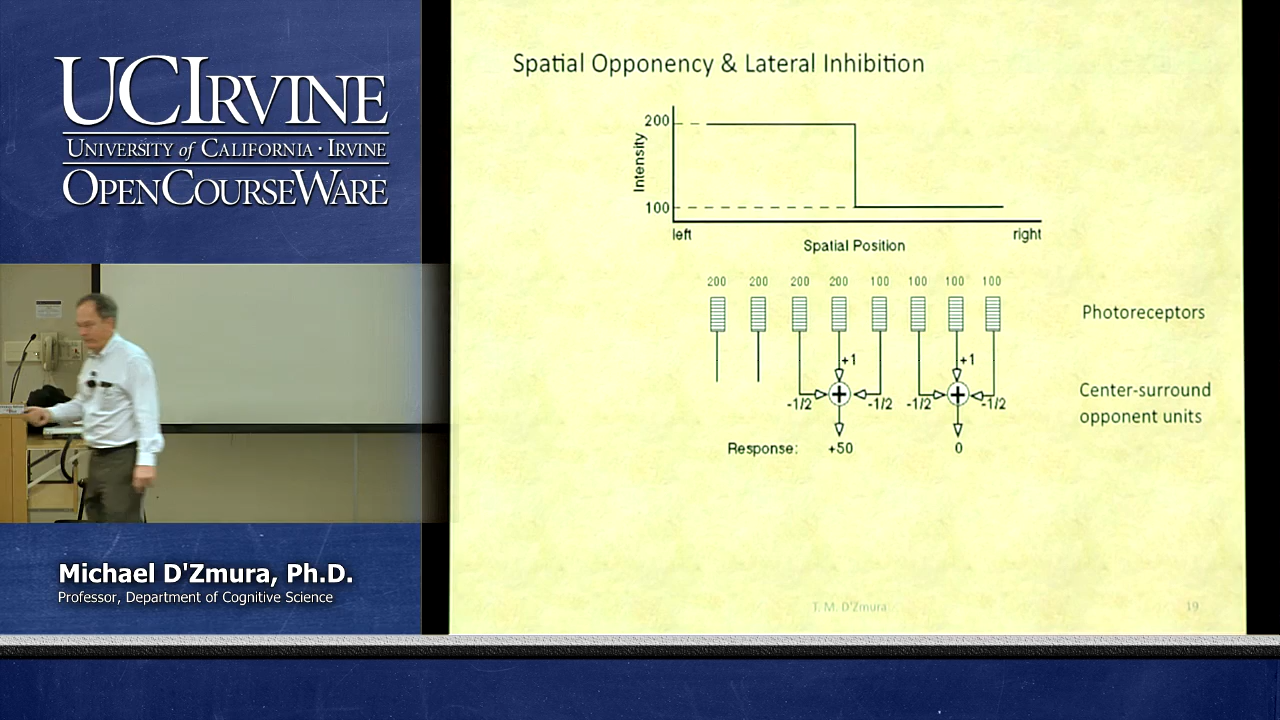 UCIRVINE
UNIVERSITY of CALIFORNIA · IRVINE
OPENCOURSEWARE
Michael D'Zmura, Ph.D.
Professor, Department of Cognitive Science
Spatial Opponency & Lateral Inhibition
Intensity
200
100
left
right
Spatial Position
200 200 200 200 100 100 100 100
Photoreceptors
+1 +1
-1/2 + -1/2 -1/2 + -1/2
Center-surround
opponent units
Response: +50 0
T. M. D'Zmura
19